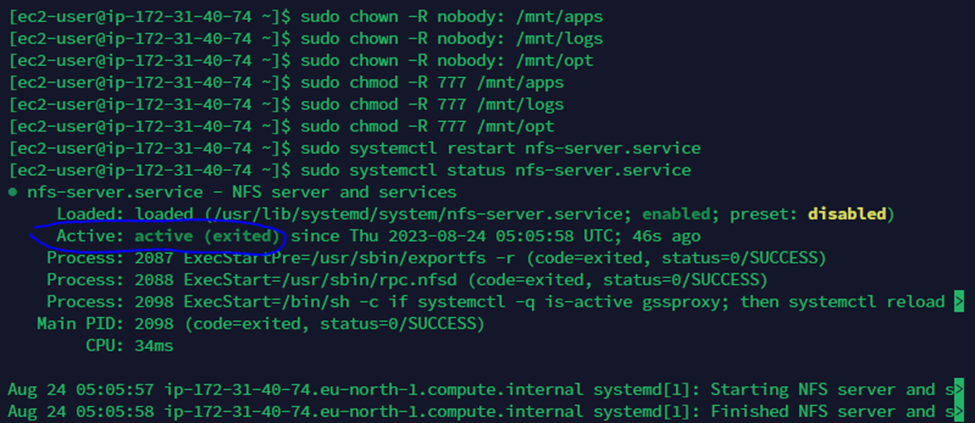 [ec2-user@ip-172-31-40-74 ~]$ sudo chown -R nobody: /mnt/apps
[ec2-user@ip-172-31-40-74 ~]$ sudo chown -R nobody: /mnt/logs
[ec2-user@ip-172-31-40-74 ~]$ sudo chown -R nobody: /mnt/opt
[ec2-user@ip-172-31-40-74 ~]$ sudo chmod -R 777 /mnt/apps
[ec2-user@ip-172-31-40-74 ~]$ sudo chmod -R 777 /mnt/logs
[ec2-user@ip-172-31-40-74 ~]$ sudo chmod -R 777 /mnt/opt
[ec2-user@ip-172-31-40-74 ~]$ sudo systemctl restart nfs-server.service
[ec2-user@ip-172-31-40-74 ~]$ sudo systemctl status nfs-server.service
● nfs-server.service - NFS server and services
Loaded: loaded (/usr/lib/systemd/system/nfs-server.service; enabled; preset: disabled)
Active: active (exited) since Thu 2023-08-24 05:05:58 UTC; 46s ago
Process: 2087 ExecStartPre=/usr/sbin/exportfs -r (code=exited, status=0/SUCCESS)
Process: 2088 ExecStart=/usr/sbin/rpc.nfsd (code=exited, status=0/SUCCESS)
Process: 2098 ExecStart=/bin/sh -c if systemctl -q is-active gssproxy; then systemctl reload >
Main PID: 2098 (code=exited, status=0/SUCCESS)
CPU: 34ms
Aug 24 05:05:57 ip-172-31-40-74.eu-north-1.compute.internal systemd[1]: Starting NFS server and s>
Aug 24 05:05:58 ip-172-31-40-74.eu-north-1.compute.internal systemd[1]: Finished NFS server and s>